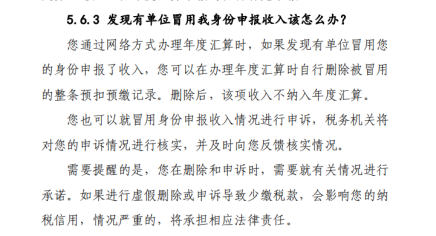 5.6.3 发现有单位冒用我身份申报收入该怎么办？
您通过网络方式办理年度汇算时，如果发现有单位冒用您
的身份申报了收入，您可以在办理年度汇算时自行删除被冒用
的整条预扣预缴记录。删除后，该项收入不纳入年度汇算。
您也可以就冒用身份申报收入情况进行申诉，税务机关将
对您的申诉情况进行核实，并及时向您反馈核实情况。
需要提醒的是，您在删除和申诉时，需要就有关情况进行
承诺。如果进行虚假删除或申诉导致少缴税款，会影响您的纳
税信用，情况严重的，将承担相应法律责任。